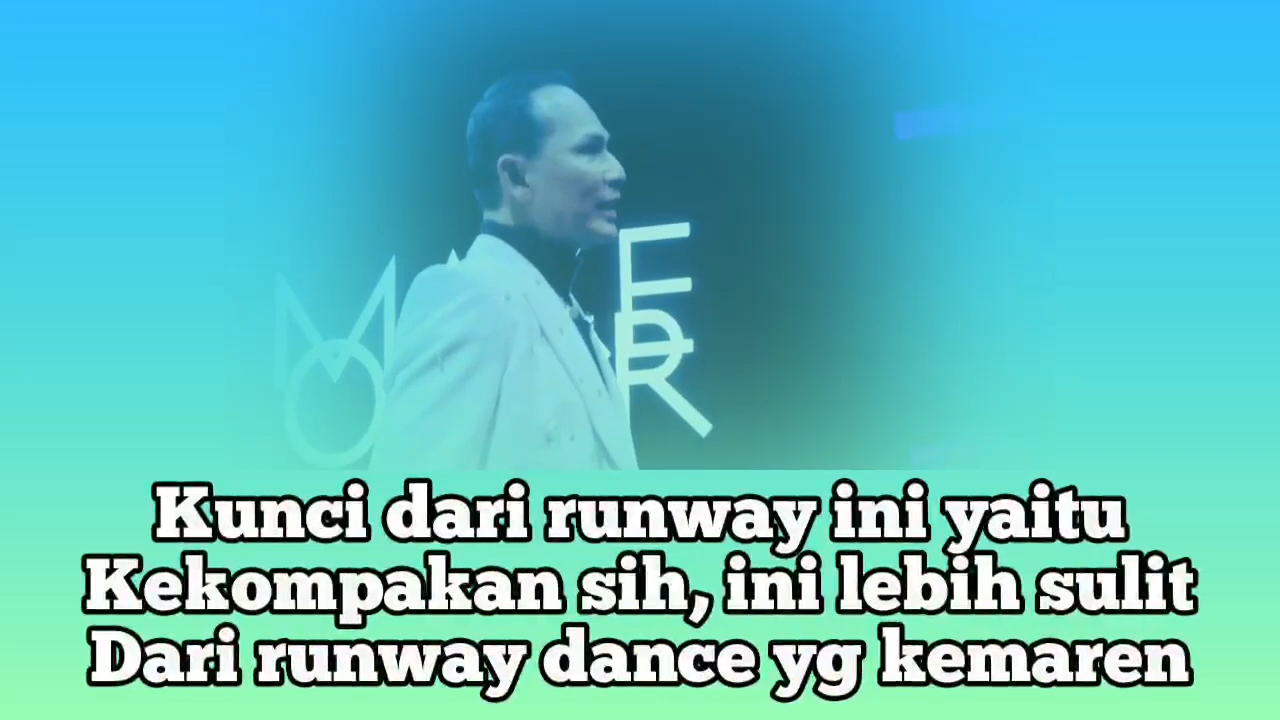 M E
O R
Kunci dari runway ini yaitu
Kekompakan sih, ini lebih sulit
Dari runway dance yg kemaren